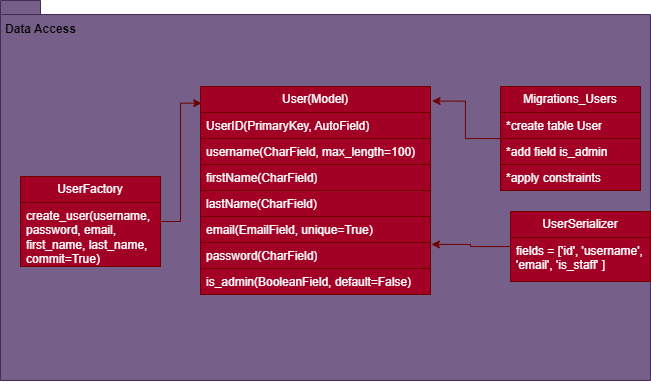 Data Access
User(Model)
UserID(PrimaryKey, AutoField)
username(CharField, max_length=100)
firstName(CharField)
lastName(CharField)
email(EmailField, unique=True)
password(CharField)
is_admin(BooleanField, default=False)
Migrations_Users
*create table User
*add field is_admin
*apply constraints
UserFactory
create_user(username,
password, email,
first_name, last_name,
commit=True)
UserSerializer
fields = ['id', 'username',
'email', 'is_staff' ]